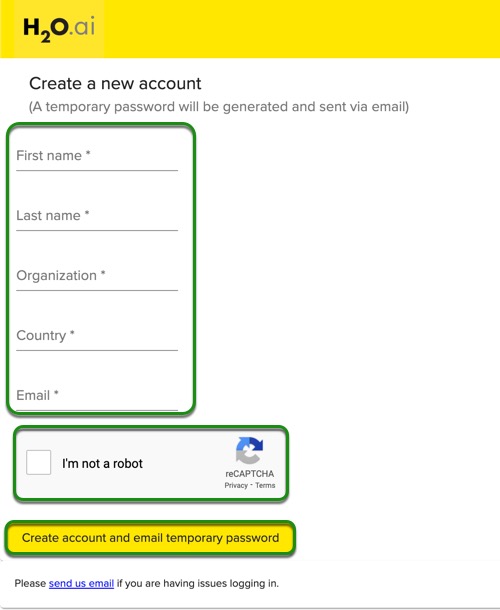 H2O.ai
Create a new account
(A temporary password will be generated and sent via email)
First name *
Last name *
Organization *
Country *
Email *
I'm not a robot
reCAPTCHA
Privacy - Terms
Create account and email temporary password
Please send us email if you are having issues logging in.